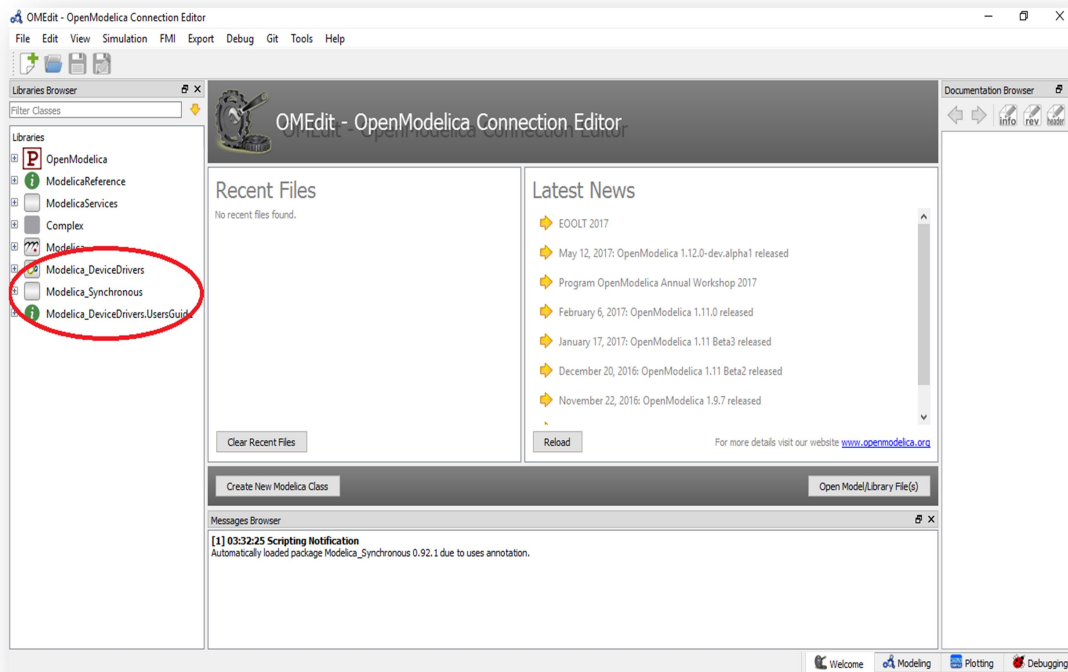 OMEdit - OpenModelica Connection Editor
File Edit View Simulation FMI Export Debug Git Tools Help
Libraries Browser
Filter Classes
Libraries
OpenModelica
ModelicaReference
ModelicaServices
Complex
Modelica
Modelica_DeviceDrivers
Modelica_Synchronous
Modelica_DeviceDrivers.UsersGuide
OMEdit - OpenModelica Connection Editor
Recent Files
No recent files found.
Clear Recent Files
Latest News
EOOLT 2017
May 12, 2017: OpenModelica 1.12.0-dev.alpha1 released
Program OpenModelica Annual Workshop 2017
February 6, 2017: OpenModelica 1.11.0 released
January 17, 2017: OpenModelica 1.11 Beta3 released
December 20, 2016: OpenModelica 1.11 Beta2 released
November 22, 2016: OpenModelica 1.9.7 released
Reload
For more details visit our website www.openmodelica.org
Create New Modelica Class
Open Model/Library File(s)
Messages Browser
[1] 03:32:25 Scripting Notification
Automatically loaded package Modelica_Synchronous 0.92.1 due to uses annotation.
Documentation Browser
info rev header
Welcome Modeling Plotting Debugging